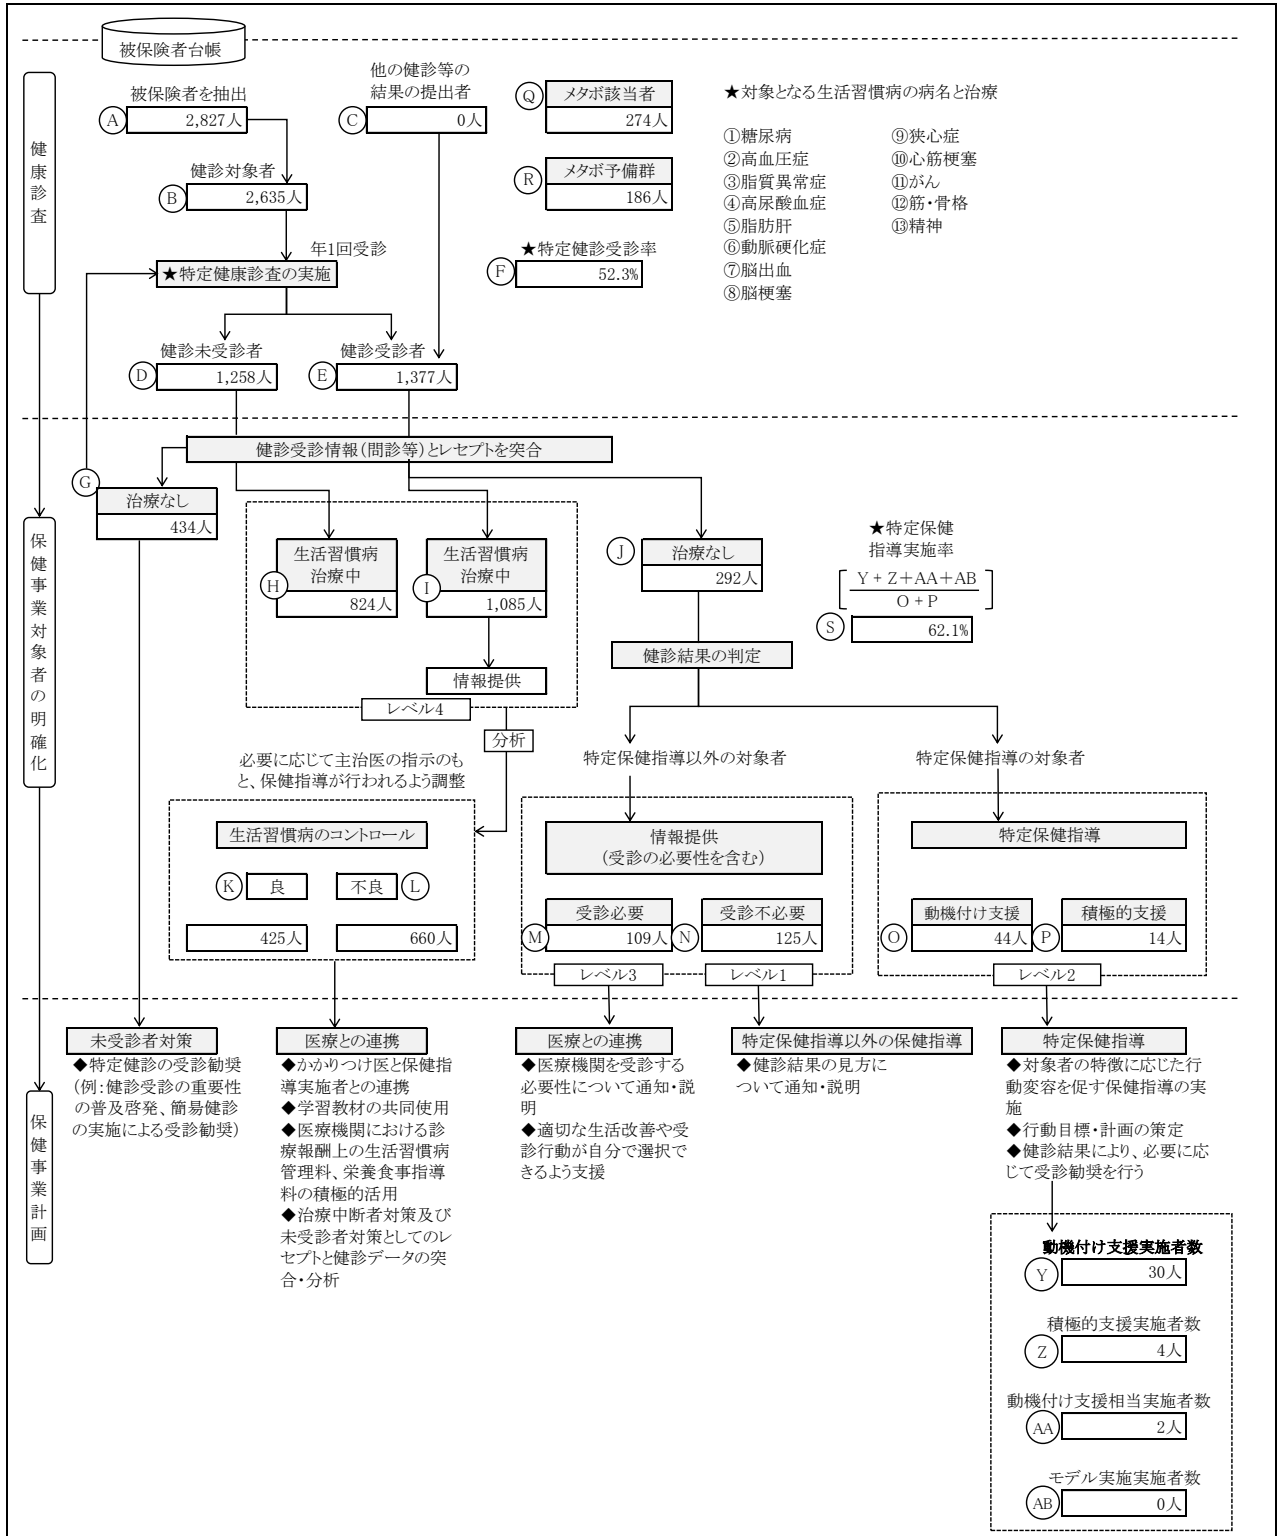 被保険者台帳
健康診査
被保険者を抽出
A
2,827人
他の健診等の
結果の提出者
C
0人
健診対象者
B
2,635人
年1回受診
★特定健康診査の実施
健診未受診者
D
1,258人
健診受診者
E
1,377人
Q
メタボ該当者
274人
R
メタボ予備群
186人
★特定健診受診率
F
52.3%
★対象となる生活習慣病の病名と治療
①糖尿病
②高血圧症
③脂質異常症
④高尿酸血症
⑤脂肪肝
⑥動脈硬化症
⑦脳出血
⑧脳梗塞
⑨狭心症
⑩心筋梗塞
⑪がん
⑫筋・骨格
⑬精神
保健事業対象者の明確化
健診受診情報(問診等)とレセプトを突合
G
治療なし
434人
生活習慣病
治療中
H
824人
生活習慣病
治療中
I
1,085人
情報提供
レベル4
分析
J
治療なし
292人
健診結果の判定
★特定保健
指導実施率
Y+Z+AA+AB
O+P
S
62.1%
必要に応じて主治医の指示のも
と、保健指導が行われるよう調整
生活習慣病のコントロール
K
良
不良
L
425人
660人
特定保健指導以外の対象者
情報提供
(受診の必要性を含む)
受診必要
M
109人
受診不必要
N
125人
レベル3
レベル1
特定保健指導の対象者
特定保健指導
動機付け支援
O
44人
積極的支援
P
14人
レベル2
保健事業計画
未受診者対策
◆特定健診の受診勧奨
(例:健診受診の重要性
の普及啓発、簡易健診
の実施による受診勧奨)
医療との連携
◆かかりつけ医と保健指
導実施者との連携
◆学習教材の共同使用
◆医療機関における診
療報酬上の生活習慣病
管理料、栄養食事指導
料の積極的活用
◆治療中断者対策及び
未受診者対策としてのレ
セプトと健診データの突
合・分析
医療との連携
◆医療機関を受診する
必要性について通知・説
明
◆適切な生活改善や受
診行動が自分で選択で
きるよう支援
特定保健指導以外の保健指導
◆健診結果の見方に
ついて通知・説明
特定保健指導
◆対象者の特徴に応じた行
動変容を促す保健指導の実
施
◆行動目標・計画の策定
◆健診結果により、必要に応
じて受診勧奨を行う
動機付け支援実施者数
Y
30人
積極的支援実施者数
Z
4人
動機付け支援相当実施者数
AA
2人
モデル実施実施者数
AB
0人